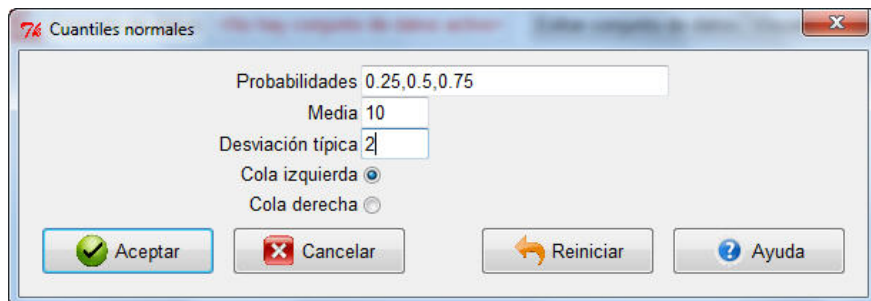 Cuantiles normales
Probabilidades 0.25,0.5,0.75
Media 10
Desviación típica 2
Cola izquierda
Cola derecha
Aceptar Cancelar Reiniciar Ayuda